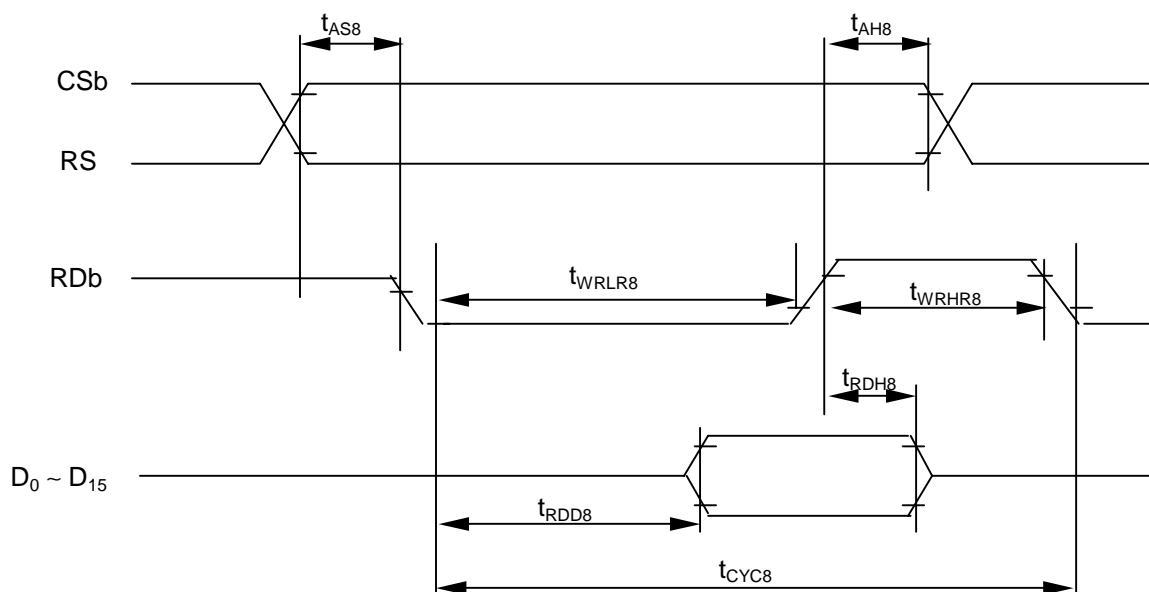 tAS8
tAH8
CSb
RS
RDb
tWRLR8
tWRHR8
tRDH8
D0 ~ D15
tRDD8
tCYC8